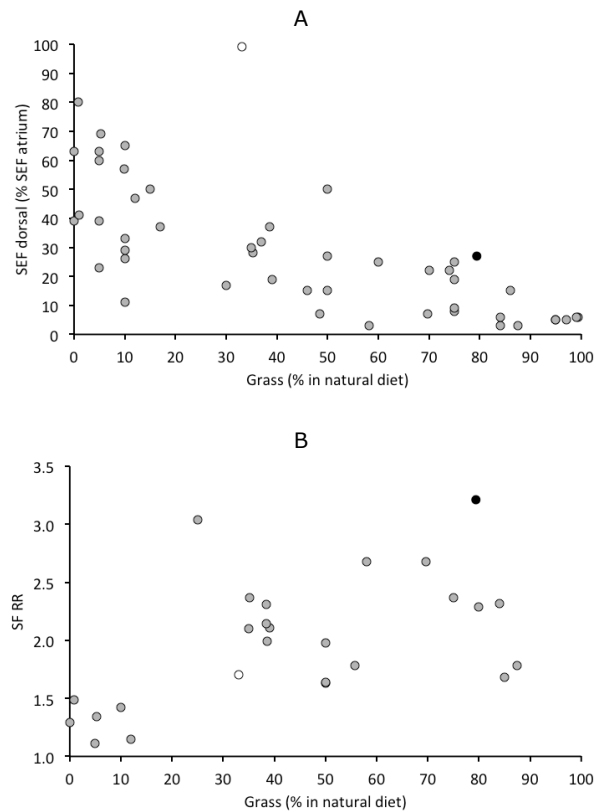 A
100
90
80
70
60
50
40
30
20
10
0
SEF dorsal (% SEF atrium)
0 10 20 30 40 50 60 70 80 90 100
Grass (% in natural diet)
B
3.5
3.0
2.5
2.0
1.5
1.0
SF RR
0 10 20 30 40 50 60 70 80 90 100
Grass (% in natural diet)